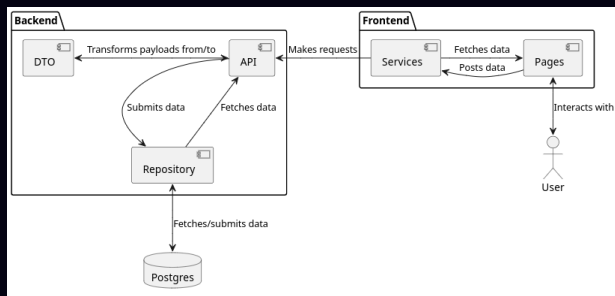 Backend
Frontend
DTO
Transforms payloads from/to
API
Makes requests
Services
Fetches data
Posts data
Pages
Submits data
Fetches data
Interacts with
Repository
User
Fetches/submits data
Postgres